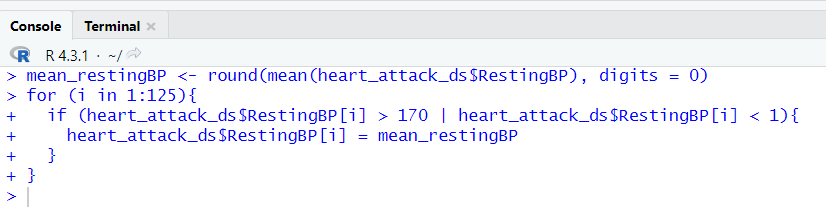 Console Terminal
R 4.3.1 · ~/
> mean_restingBP <- round(mean(heart_attack_ds$RestingBP), digits = 0)
> for (i in 1:125){
+   if (heart_attack_ds$RestingBP[i] > 170 | heart_attack_ds$RestingBP[i] < 1){
+     heart_attack_ds$RestingBP[i] = mean_restingBP
+   }
+ }
>